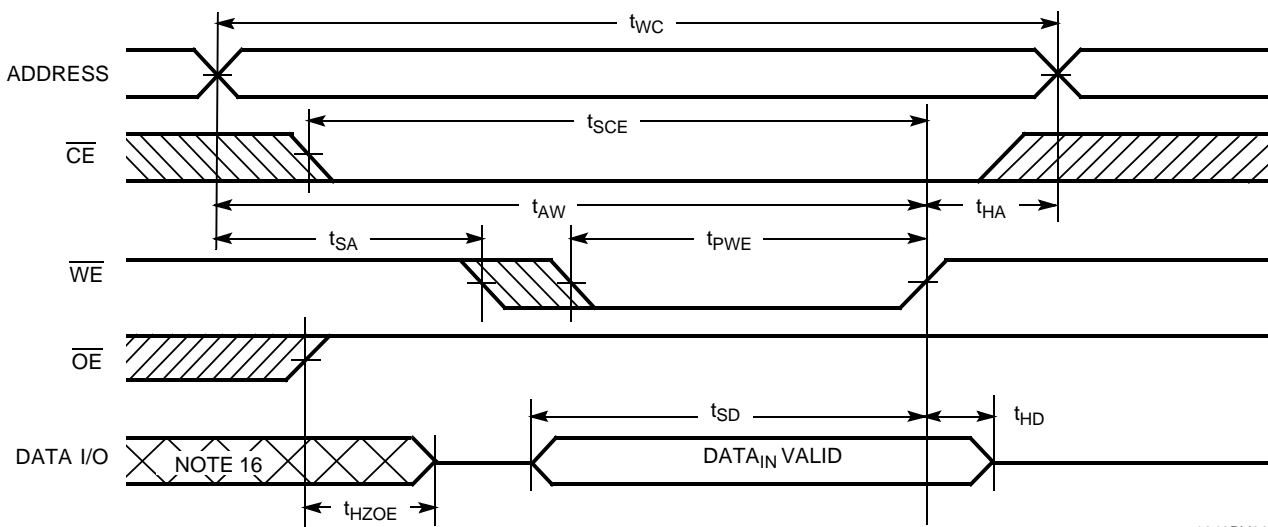 tWC
ADDRESS
tSCE
CE
tAW
tHA
tSA
tPWE
WE
OE
tSD
tHD
DATA I/O
NOTE 16
DATAIN VALID
tHZOE